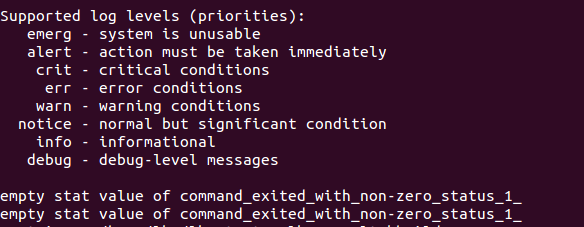 Supported log levels (priorities):
emerg - system is unusable
alert - action must be taken immediately
crit - critical conditions
err - error conditions
warn - warning conditions
notice - normal but significant condition
info - informational
debug - debug-level messages
empty stat value of command_exited_with_non-zero_status_1_
empty stat value of command_exited_with_non-zero_status_1_